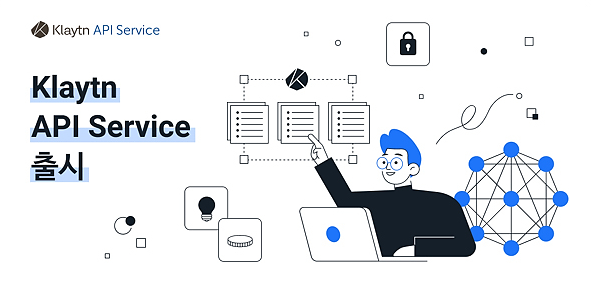 Klaytn API Service
Klaytn
API Service
출시